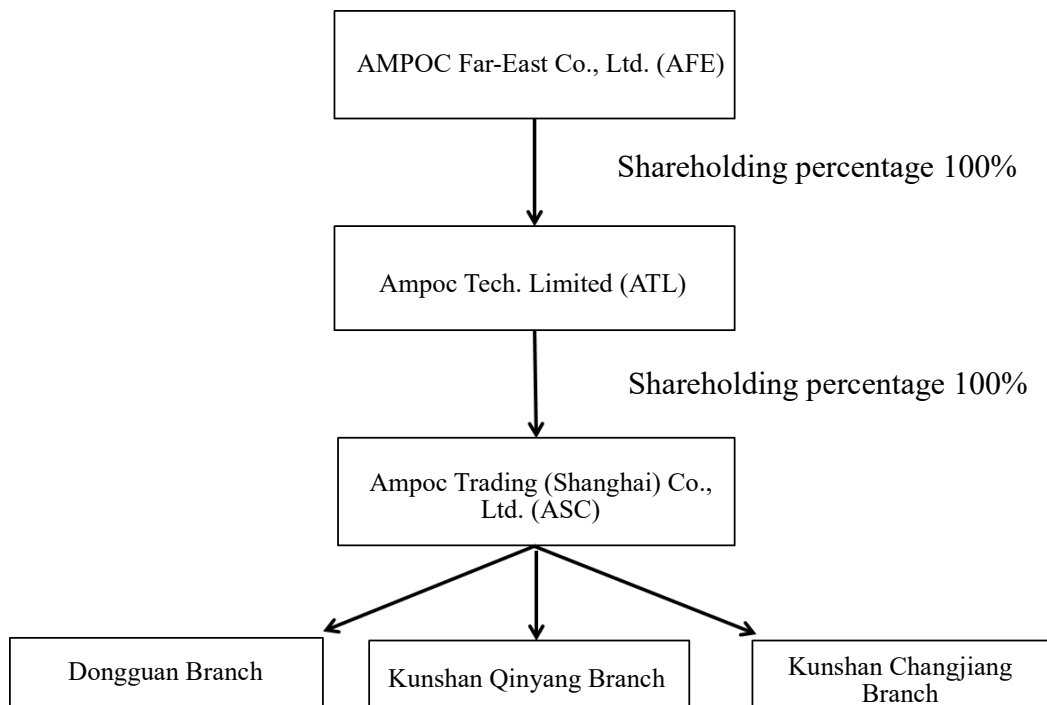 AMPOC Far-East Co., Ltd. (AFE)
Shareholding percentage 100%
Ampoc Tech. Limited (ATL)
Shareholding percentage 100%
Ampoc Trading (Shanghai) Co.,
Ltd. (ASC)
Dongguan Branch
Kunshan Qinyang Branch
Kunshan Changjiang
Branch